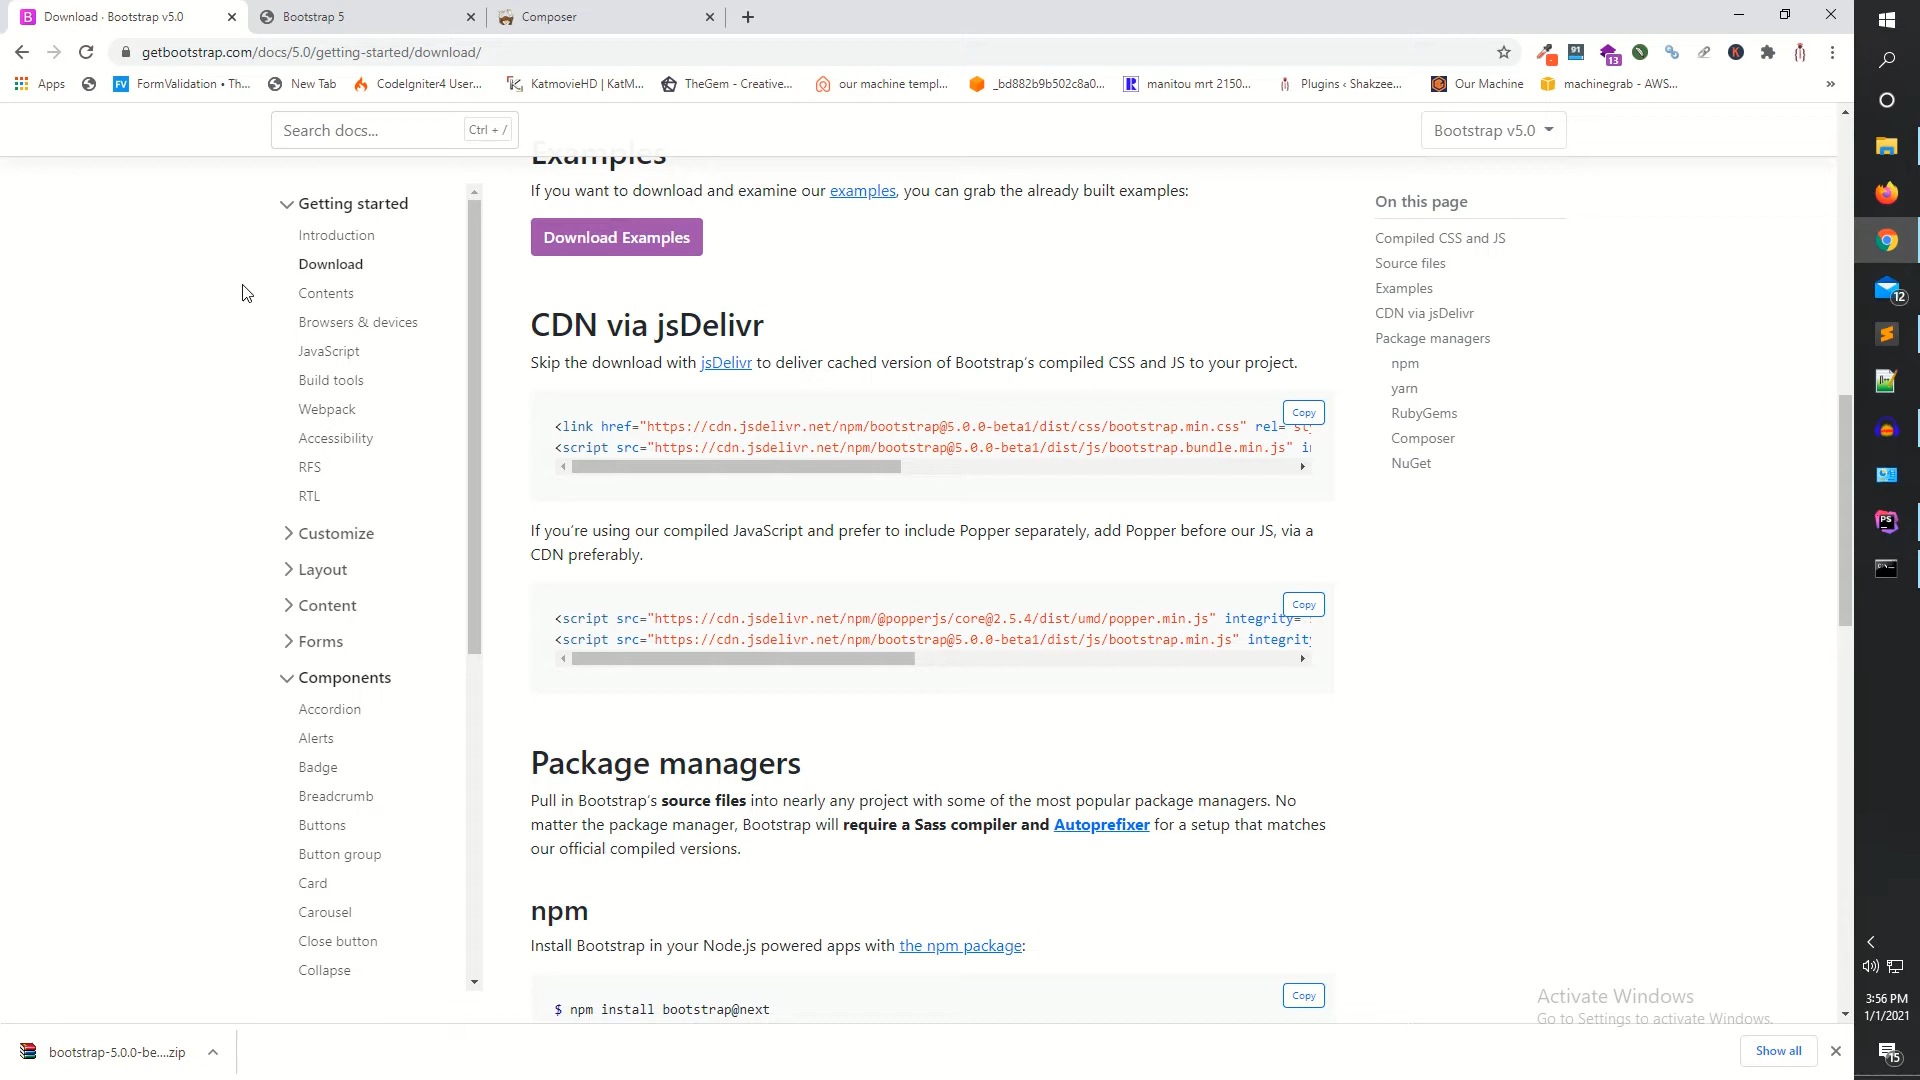 Download · Bootstrap v5.0
Bootstrap 5
Composer
getbootstrap.com/docs/5.0/getting-started/download/
91
13
K
Apps
FV
FormValidation • Th...
New Tab
CodeIgniter4 User...
KatmovieHD | KatM...
TheGem - Creative...
our machine templ...
_bd882b9b502c8a0...
manitou mrt 2150...
Plugins ‹ Shakzee...
Our Machine
machinegrab - AWS...
»
Search docs...
Ctrl + /
Bootstrap v5.0
Getting started
Introduction
Download
Contents
Browsers & devices
JavaScript
Build tools
Webpack
Accessibility
RFS
RTL
Customize
Layout
Content
Forms
Components
Accordion
Alerts
Badge
Breadcrumb
Buttons
Button group
Card
Carousel
Close button
Collapse
Examples
If you want to download and examine our examples, you can grab the already built examples:
Download Examples
CDN via jsDelivr
Skip the download with jsDelivr to deliver cached version of Bootstrap's compiled CSS and JS to your project.
Copy
<link href="https://cdn.jsdelivr.net/npm/bootstrap@5.0.0-beta1/dist/css/bootstrap.min.css" rel="sty
<script src="https://cdn.jsdelivr.net/npm/bootstrap@5.0.0-beta1/dist/js/bootstrap.bundle.min.js" in
If you're using our compiled JavaScript and prefer to include Popper separately, add Popper before our JS, via a
CDN preferably.
Copy
<script src="https://cdn.jsdelivr.net/npm/@popperjs/core@2.5.4/dist/umd/popper.min.js" integrity="
<script src="https://cdn.jsdelivr.net/npm/bootstrap@5.0.0-beta1/dist/js/bootstrap.min.js" integrity
Package managers
Pull in Bootstrap's source files into nearly any project with some of the most popular package managers. No
matter the package manager, Bootstrap will require a Sass compiler and Autoprefixer for a setup that matches
our official compiled versions.
npm
Install Bootstrap in your Node.js powered apps with the npm package:
Copy
$ npm install bootstrap@next
On this page
Compiled CSS and JS
Source files
Examples
CDN via jsDelivr
Package managers
npm
yarn
RubyGems
Composer
NuGet
Activate Windows
Go to Settings to activate Windows.
bootstrap-5.0.0-be....zip
Show all
12
PS
3:56 PM
1/1/2021
15